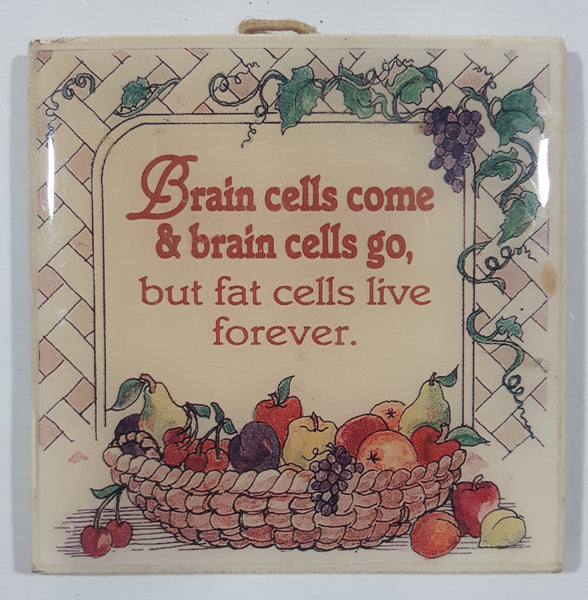 Brain cells come
& brain cells go,
but fat cells live
forever.